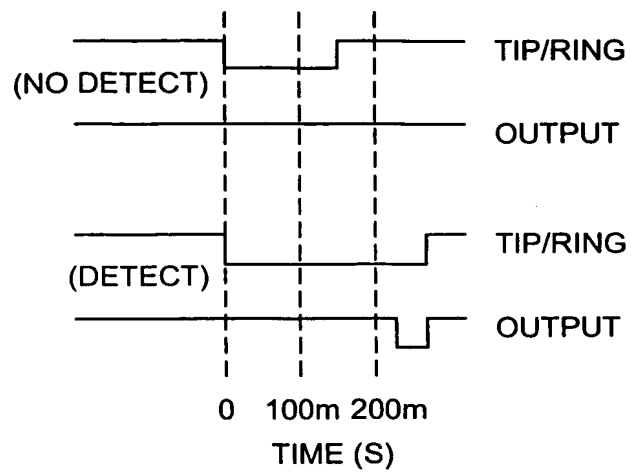 TIP/RING
(NO DETECT)
OUTPUT
TIP/RING
(DETECT)
OUTPUT
0 100m 200m
TIME (S)